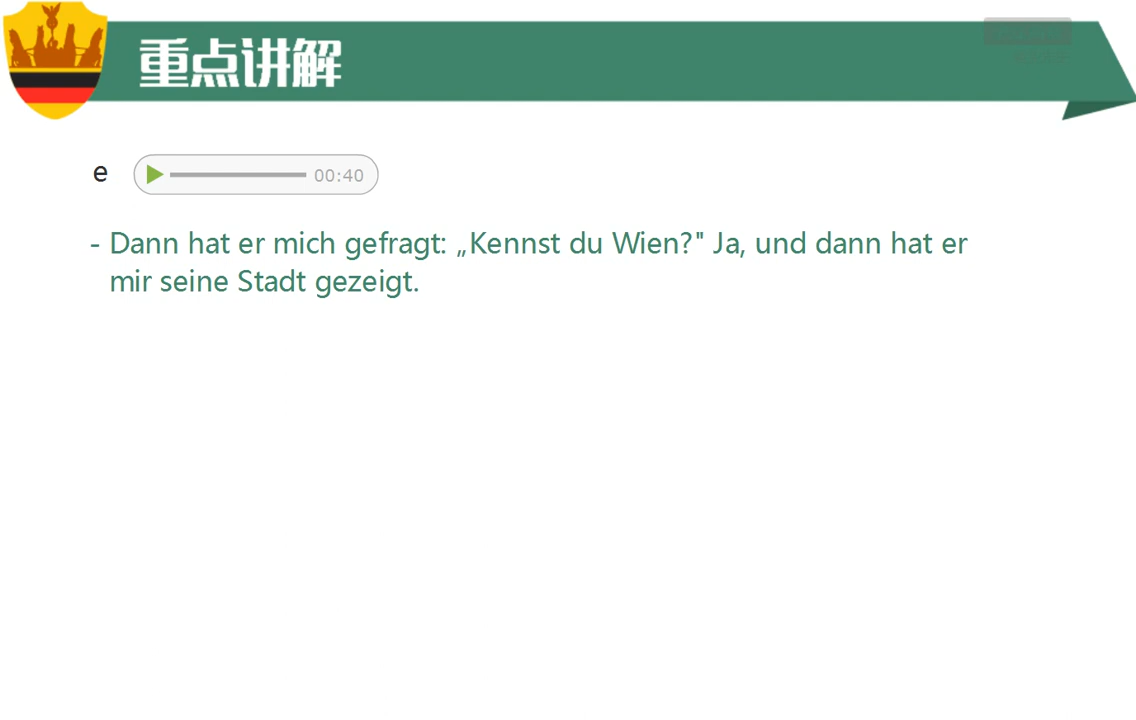 重点讲解
e 00:40
- Dann hat er mich gefragt: „Kennst du Wien?" Ja, und dann hat er
mir seine Stadt gezeigt.